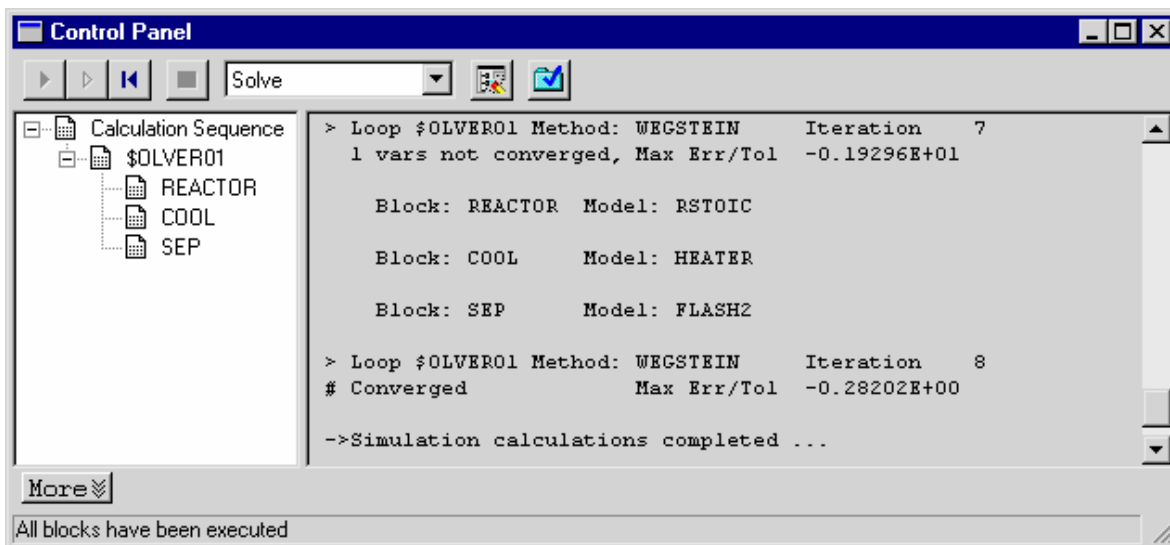 Control Panel
Solve
Calculation Sequence
$OLVER01
REACTOR
COOL
SEP
> Loop $OLVER01 Method: WEGSTEIN Iteration 7
1 vars not converged, Max Err/Tol -0.19296E+01
Block: REACTOR Model: RSTOIC
Block: COOL Model: HEATER
Block: SEP Model: FLASH2
> Loop $OLVER01 Method: WEGSTEIN Iteration 8
# Converged Max Err/Tol -0.28202E+00
->Simulation calculations completed ...
More
All blocks have been executed